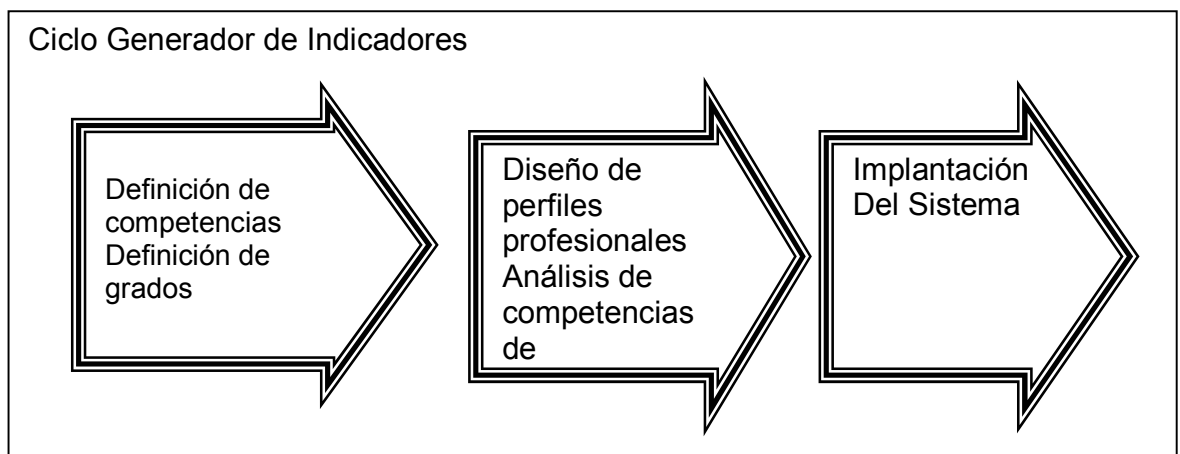 Ciclo Generador de Indicadores
Definición de
competencias
Definición de
grados
Diseño de
perfiles
profesionales
Análisis de
competencias
de
Implantación
Del Sistema